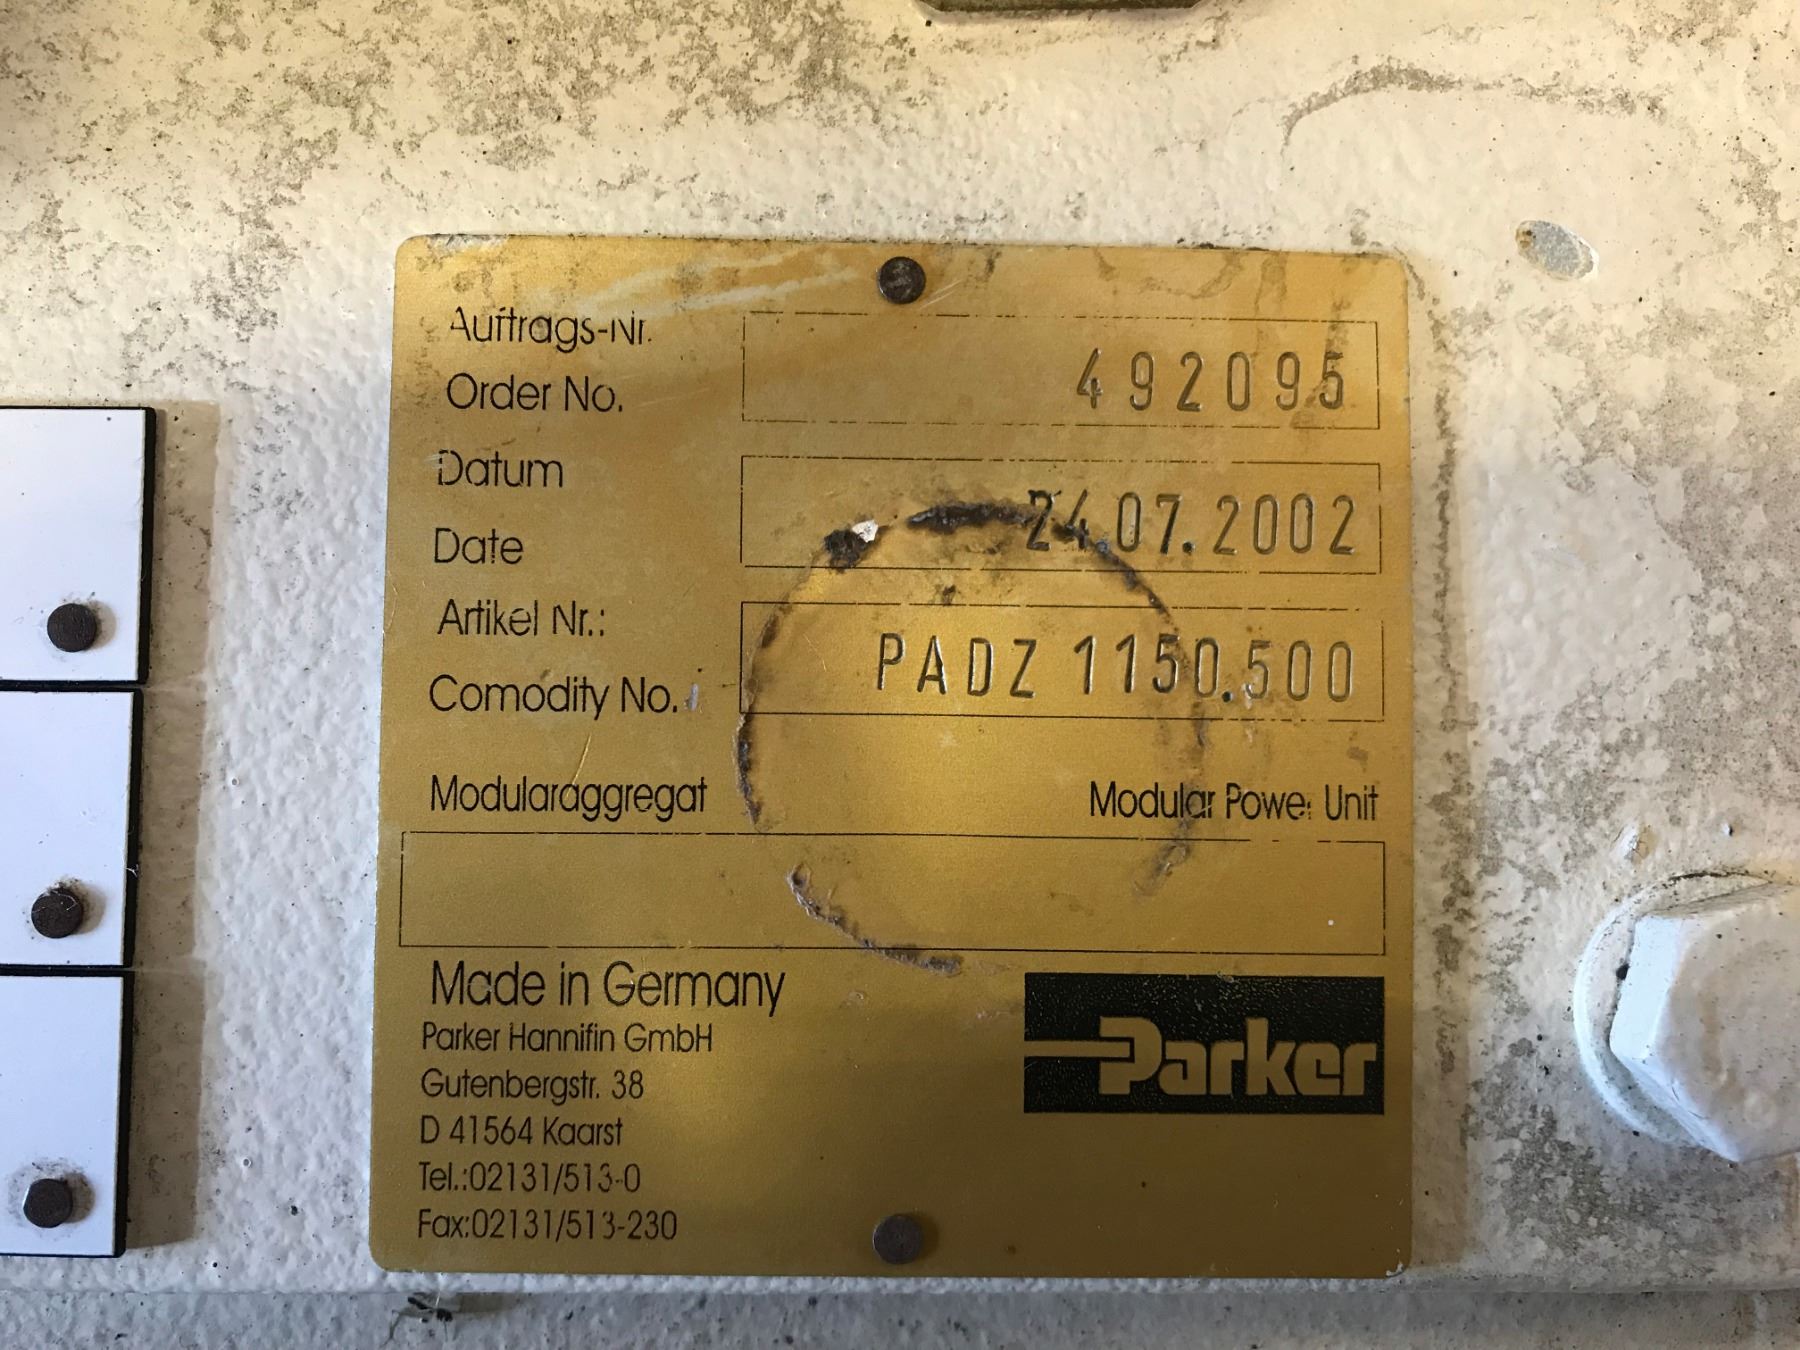 Auftrags-Nr.
Order No.
492095
Datum
Date
24.07.2002
Artikel Nr.:
Comodity No.
PADZ 1150.500
Modularaggregat
Modular Power Unit
Made in Germany
Parker Hannifin GmbH
Gutenbergstr. 38
D 41564 Kaarst
Tel.:02131/513-0
Fax:02131/513-230
Parker